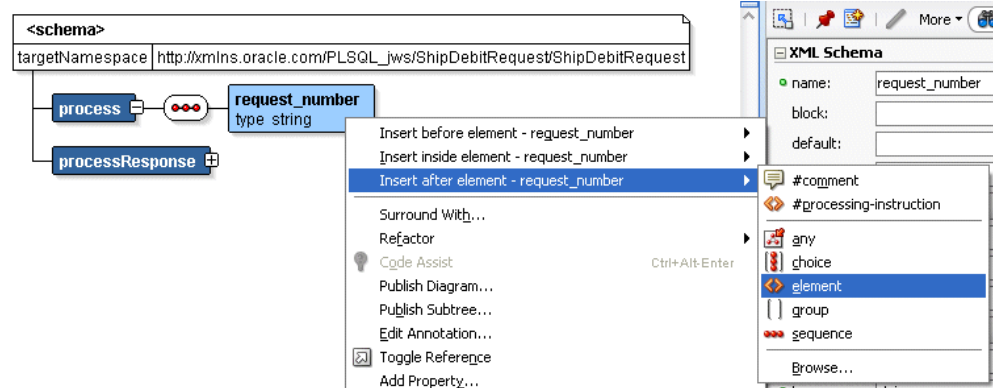 <schema>
targetNamespace http://xmlns.oracle.com/PLSQL_jws/ShipDebitRequest/ShipDebitRequest
process
request_number
type string
processResponse
Insert before element - request_number
Insert inside element - request_number
Insert after element - request_number
Surround With...
Refactor
Code Assist Ctrl+Alt-Enter
Publish Diagram...
Publish Subtree...
Edit Annotation...
Toggle Reference
Add Property...
More
XML Schema
name: request_number
block:
default:
#comment
#processing-instruction
any
choice
element
group
sequence
Browse...